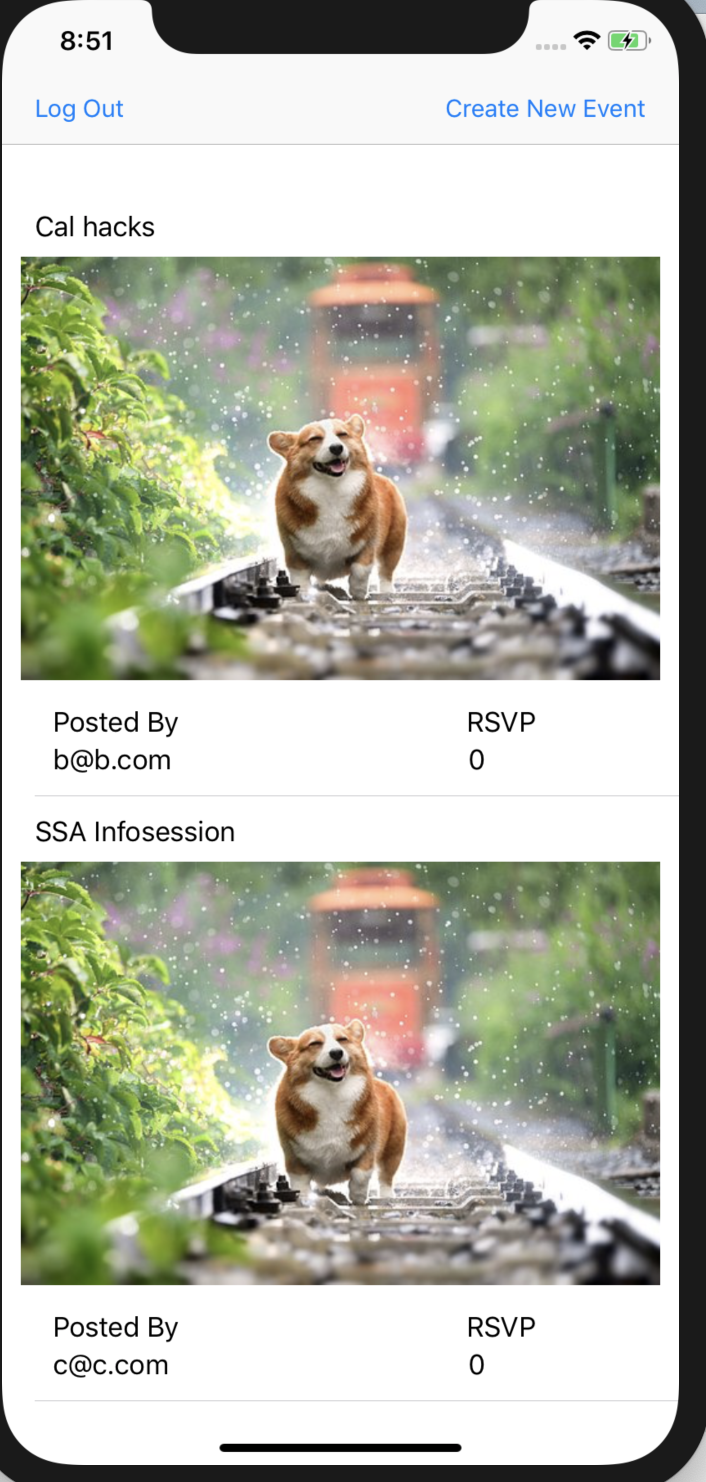 8:51
Log Out Create New Event
Cal hacks
Posted By RSVP
b@b.com 0
SSA Infosession
Posted By RSVP
c@c.com 0